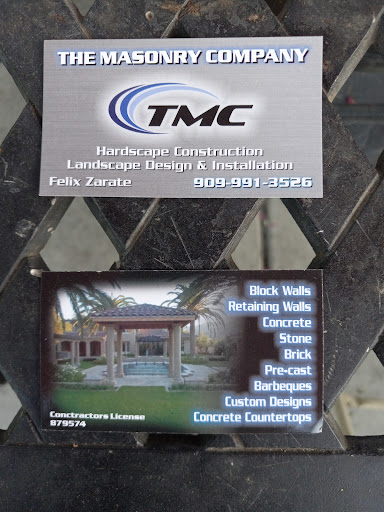 THE MASONRY COMPANY
TMC
Hardscape Construction
Landscape Design & Installation
Felix Zarate 909-991-3526
Block Walls
Retaining Walls
Concrete
Stone
Brick
Pre-cast
Barbeques
Custom Designs
Concrete Countertops
Conctractors License
879574